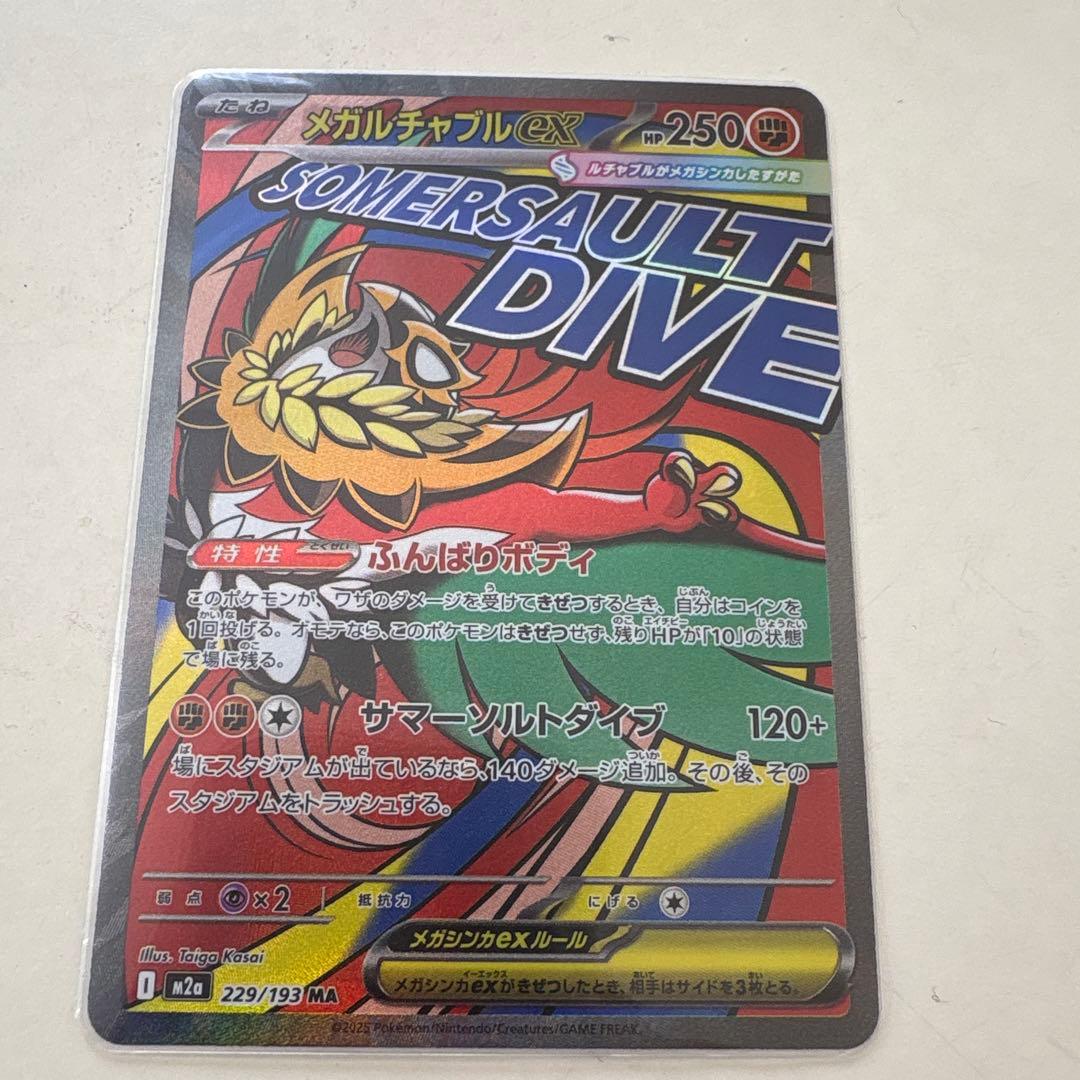 たね
メガルチャブルex HP250
ルチャブルがメガシンカしたすがた
SOMERSAULT
DIVE
特性 とくせい ふんばりボディ
このポケモンが、ワザのダメージを受けてきぜつするとき、自分はコインを
1回投げる。オモテなら、このポケモンはきぜつせず、残りHPが「10」の状態
で場に残る。
サマーソルトダイブ 120+
場にスタジアムが出ているなら、140ダメージ追加。その後、その
スタジアムをトラッシュする。
弱点 ×2 抵抗力 にげる
メガシンカexルール
メガシンカexがきぜつしたとき、相手はサイドを3枚とる。
Illus. Taiga Kasai
I M2a 229/193 MA
©2025 Pokémon/Nintendo/Creatures/GAME FREAK.